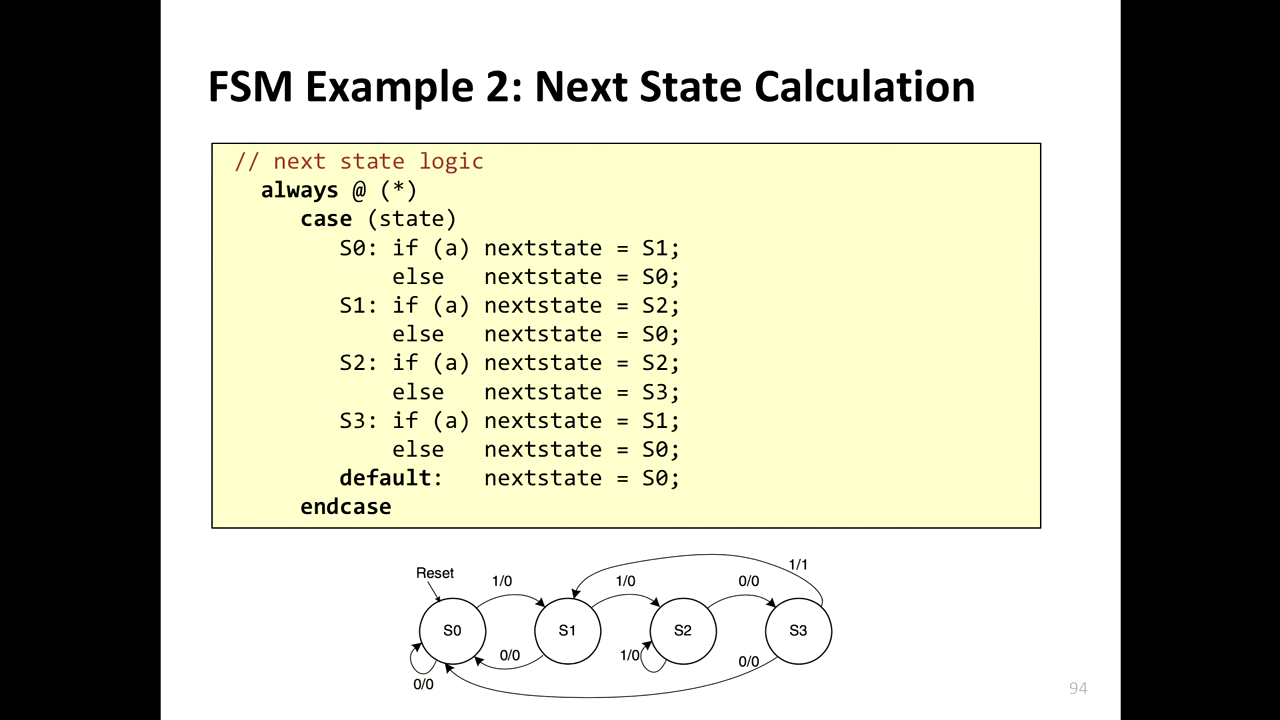 FSM Example 2: Next State Calculation
// next state logic
always @ (*)
case (state)
S0: if (a) nextstate = S1;
else nextstate = S0;
S1: if (a) nextstate = S2;
else nextstate = S0;
S2: if (a) nextstate = S2;
else nextstate = S3;
S3: if (a) nextstate = S1;
else nextstate = S0;
default: nextstate = S0;
endcase
1/1
Reset
1/0
1/0
0/0
S0
S1
S2
S3
0/0
1/0
0/0
0/0
94